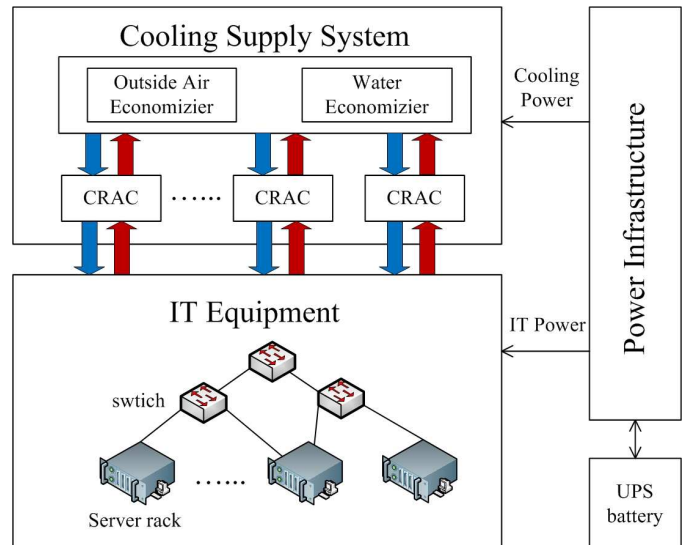 Cooling Supply System
Outside Air
Economizier
Water
Economizier
Cooling
Power
CRAC
…...
CRAC
CRAC
Power Infrastructure
IT Equipment
IT Power
swtich
…...
Server rack
UPS
battery